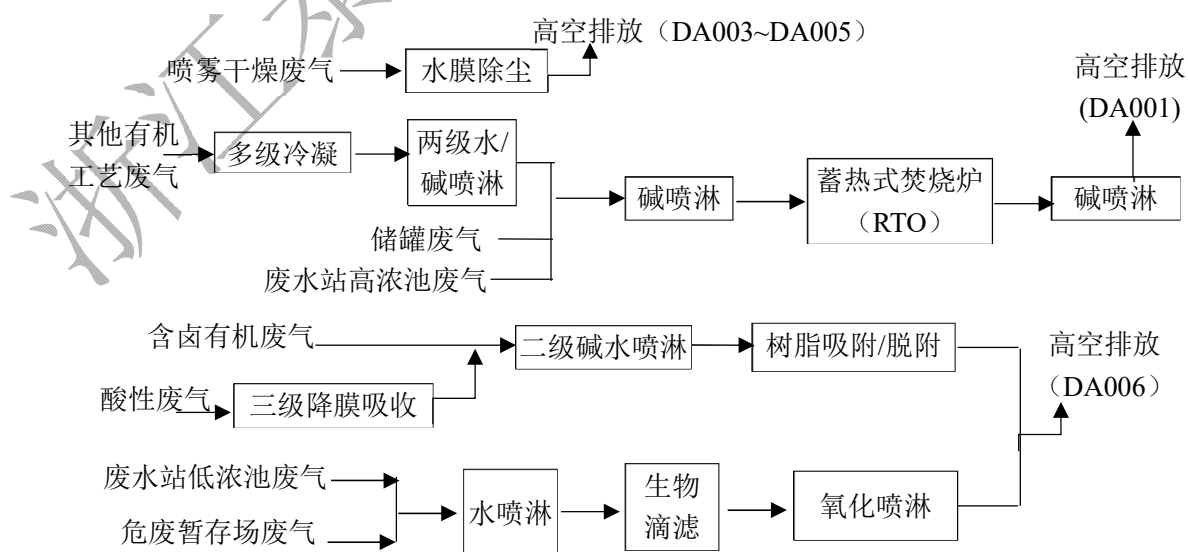 高空排放（DA003~DA005）
喷雾干燥废气
水膜除尘
高空排放
(DA001)
其他有机
工艺废气
多级冷凝
两级水/
碱喷淋
碱喷淋
蓄热式焚烧炉
（RTO）
碱喷淋
储罐废气
废水站高浓池废气
含卤有机废气
二级碱水喷淋
树脂吸附/脱附
高空排放
（DA006）
酸性废气
三级降膜吸收
废水站低浓池废气
危废暂存场废气
水喷淋
生物
滴滤
氧化喷淋
浙江